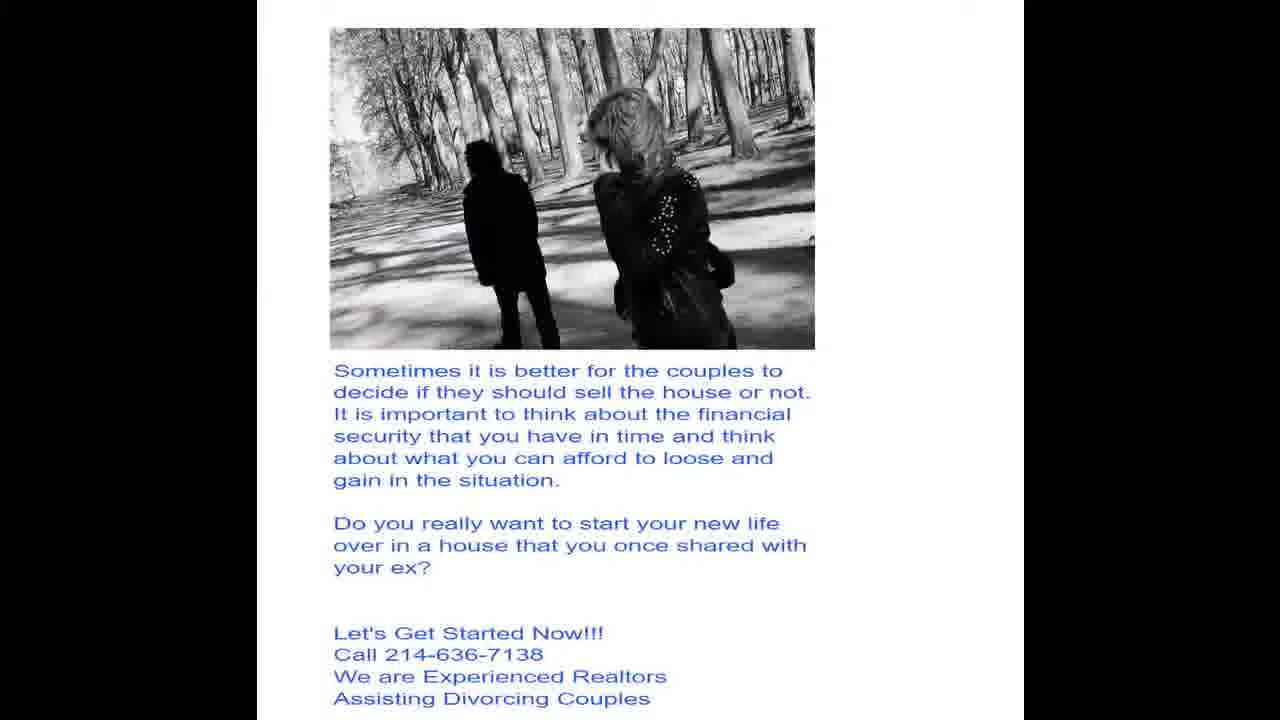 Sometimes it is better for the couples to
decide if they should sell the house or not.
It is important to think about the financial
security that you have in time and think
about what you can afford to loose and
gain in the situation.
Do you really want to start your new life
over in a house that you once shared with
your ex?
Let's Get Started Now!!!
Call 214-636-7138
We are Experienced Realtors
Assisting Divorcing Couples